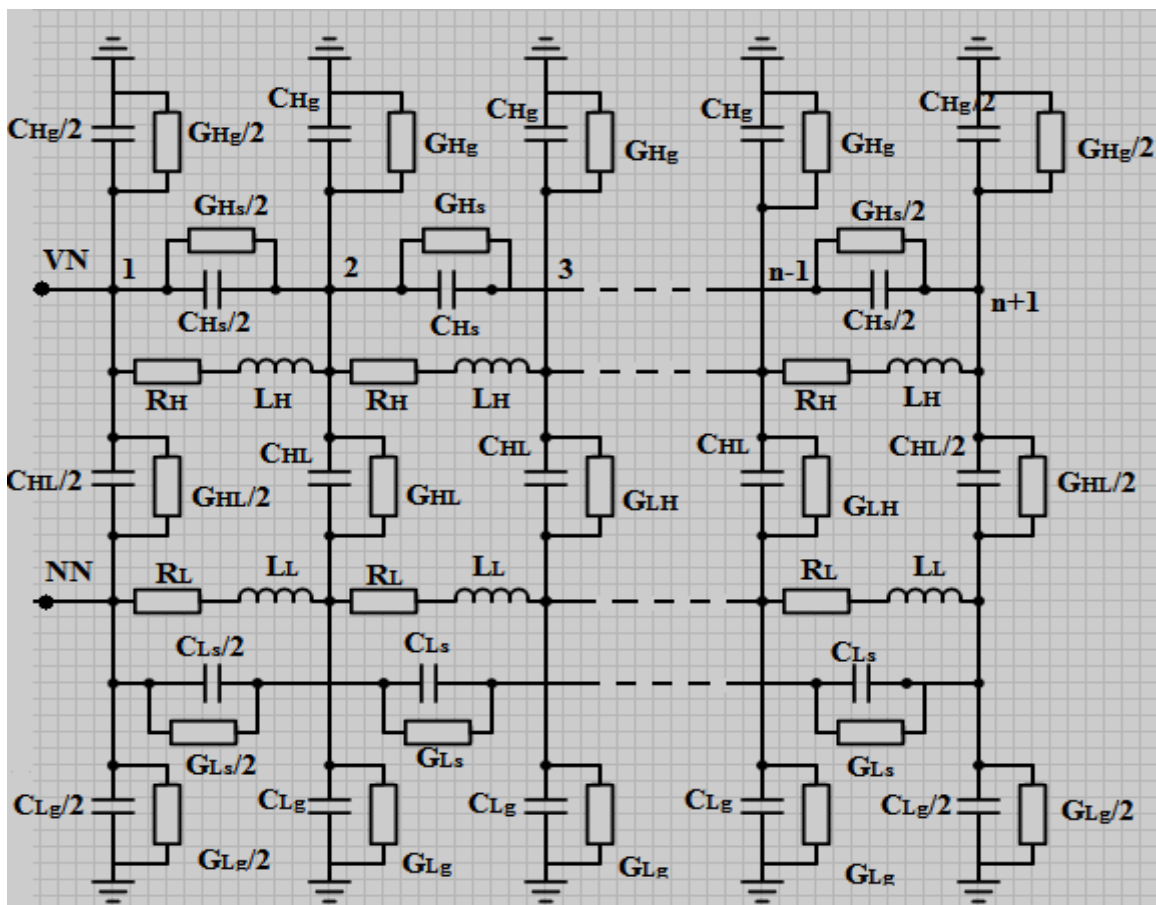 CHg/2 GHg/2 CHg GHg CHg GHg CHg GHg CHg/2 GHg/2
GHs/2 GHs GHs/2
VN 1 2 3 n-1 n+1
CHs/2 CHs CHs/2
RH LH RH LH RH LH
CHL/2 GHL/2 CHL GHL CHL GLH CHL GLH CHL/2 GHL/2
NN RL LL RL LL RL LL
CLs/2 CLs CLs
GLs/2 GLs GLs
CLg/2 GLg/2 CLg GLg CLg GLg CLg GLg CLg/2 GLg/2